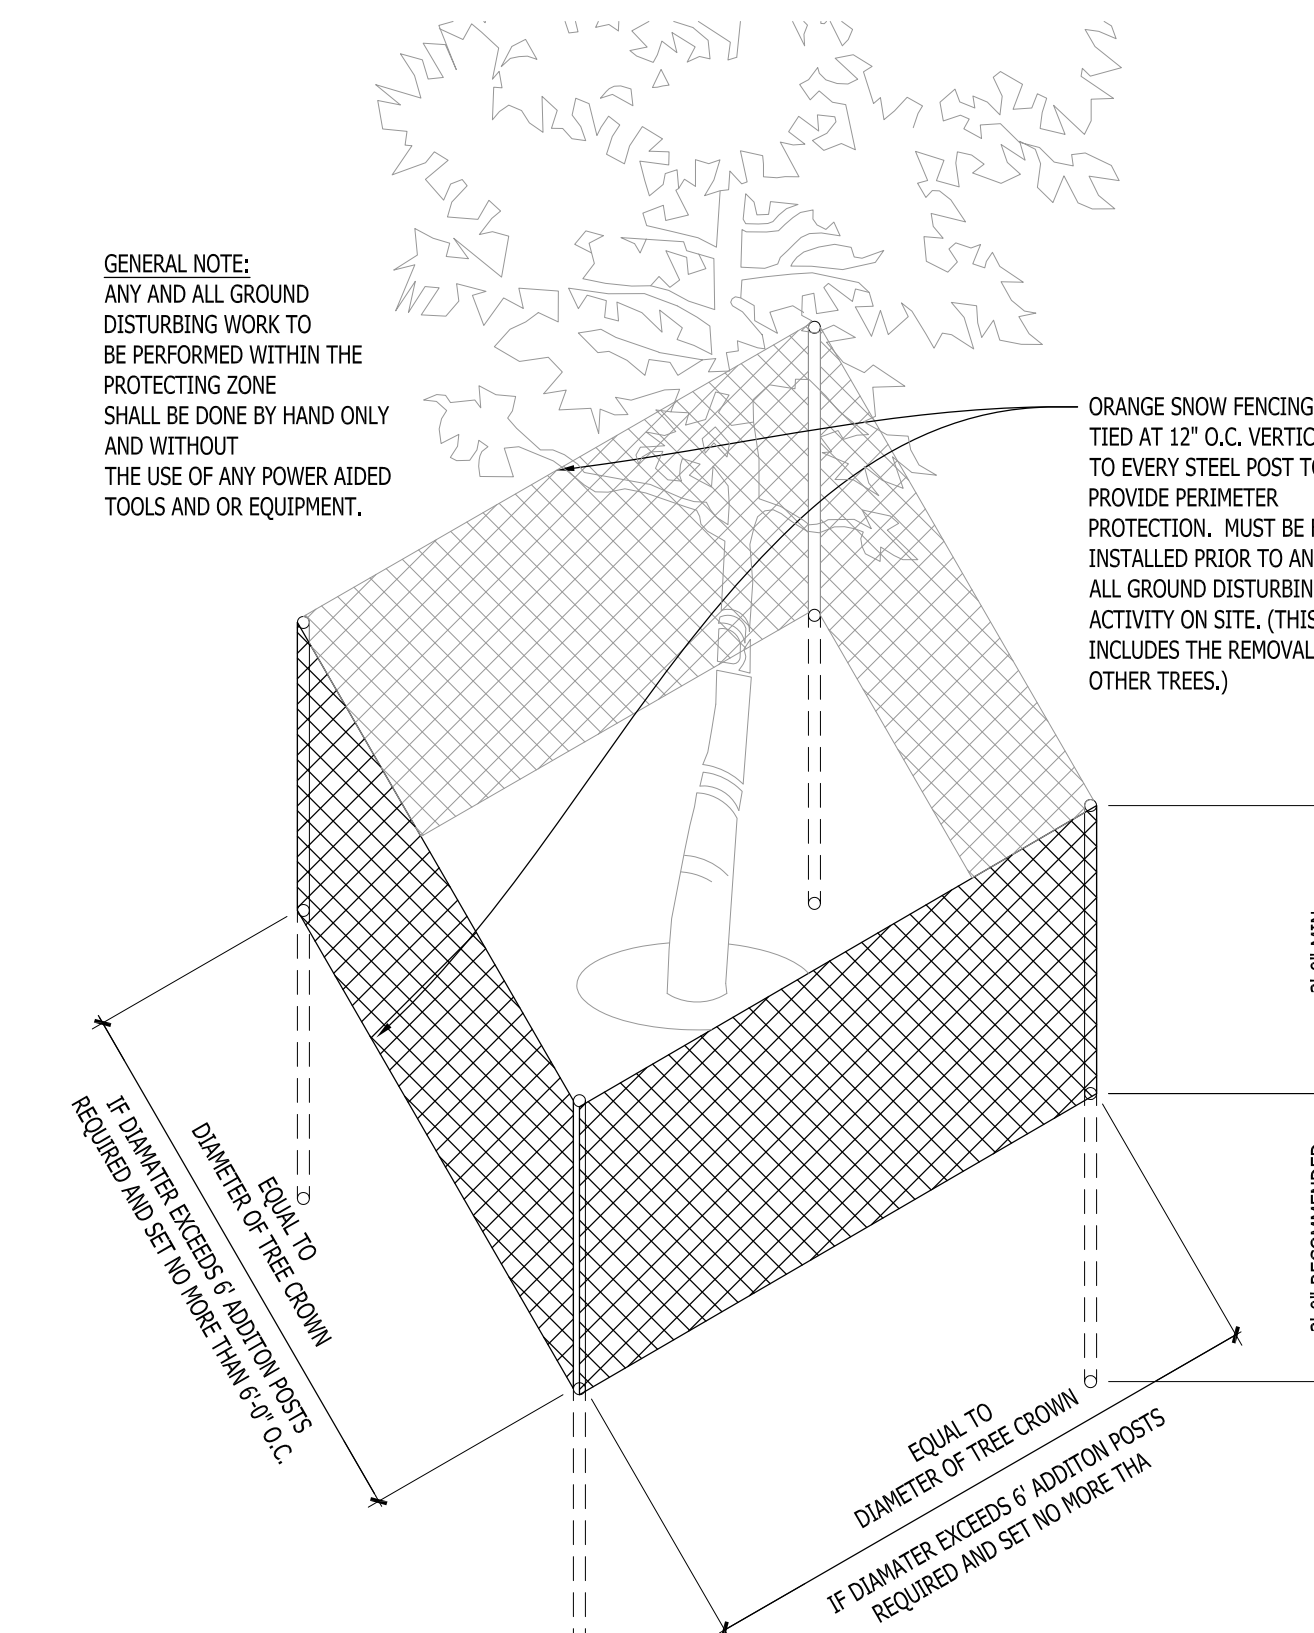 GENERAL NOTE:
ANY AND ALL GROUND
DISTURBING WORK TO
BE PERFORMED WITHIN THE
PROTECTING ZONE
SHALL BE DONE BY HAND ONLY
AND WITHOUT
THE USE OF ANY POWER AIDED
TOOLS AND OR EQUIPMENT.
ORANGE SNOW FENCING
TIED AT 12" O.C.
TO EVERY STEEL POST
PROVIDE PERIMETER
PROTECTION. MUST BE
INSTALLED PRIOR TO
ALL GROUND
ACTIVITY ON SITE.
INCLUDES THE REMOVAL
OTHER TREES.)
EQUAL TO
DIAMETER OF TREE CROWN
IF DIAMATER EXCEEDS 6' ADDITON POSTS
REQUIRED AND SET NO MORE THAN 6'-0" O.C.
EQUAL TO
DIAMETER OF TREE CROWN
IF DIAMATER EXCEEDS 6' ADDITON POSTS
REQUIRED AND SET NO MORE THA